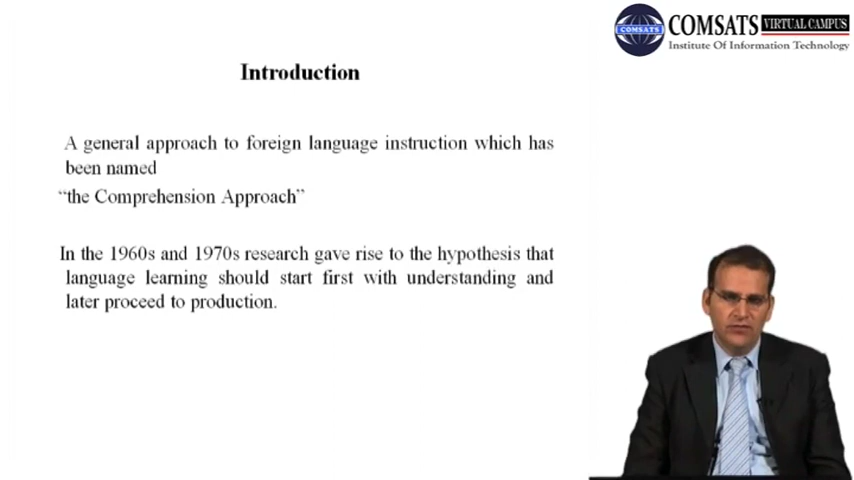 COMSATS VIRTUAL CAMPUS
COMSATS
Institute Of Information Technology
Introduction
A general approach to foreign language instruction which has
been named
“the Comprehension Approach”
In the 1960s and 1970s research gave rise to the hypothesis that
language learning should start first with understanding and
later proceed to production.